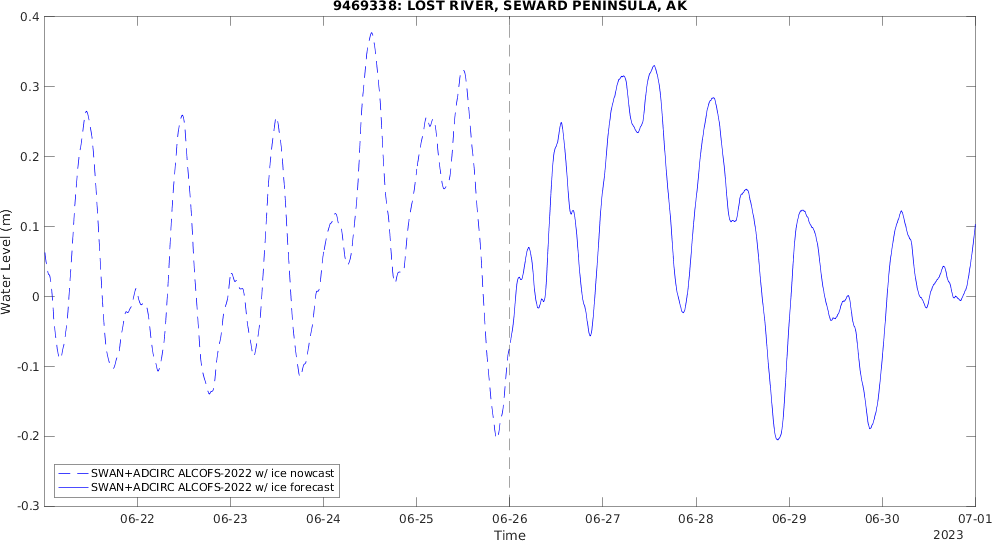 9469338: LOST RIVER, SEWARD PENINSULA, AK
0.4
0.3
0.2
0.1
0
-0.1
-0.2
-0.3
Water Level (m)
SWAN+ADCIRC ALCOFS-2022 w/ ice nowcast
SWAN+ADCIRC ALCOFS-2022 w/ ice forecast
06-22 06-23 06-24 06-25 06-26 06-27 06-28 06-29 06-30 07-01
Time 2023